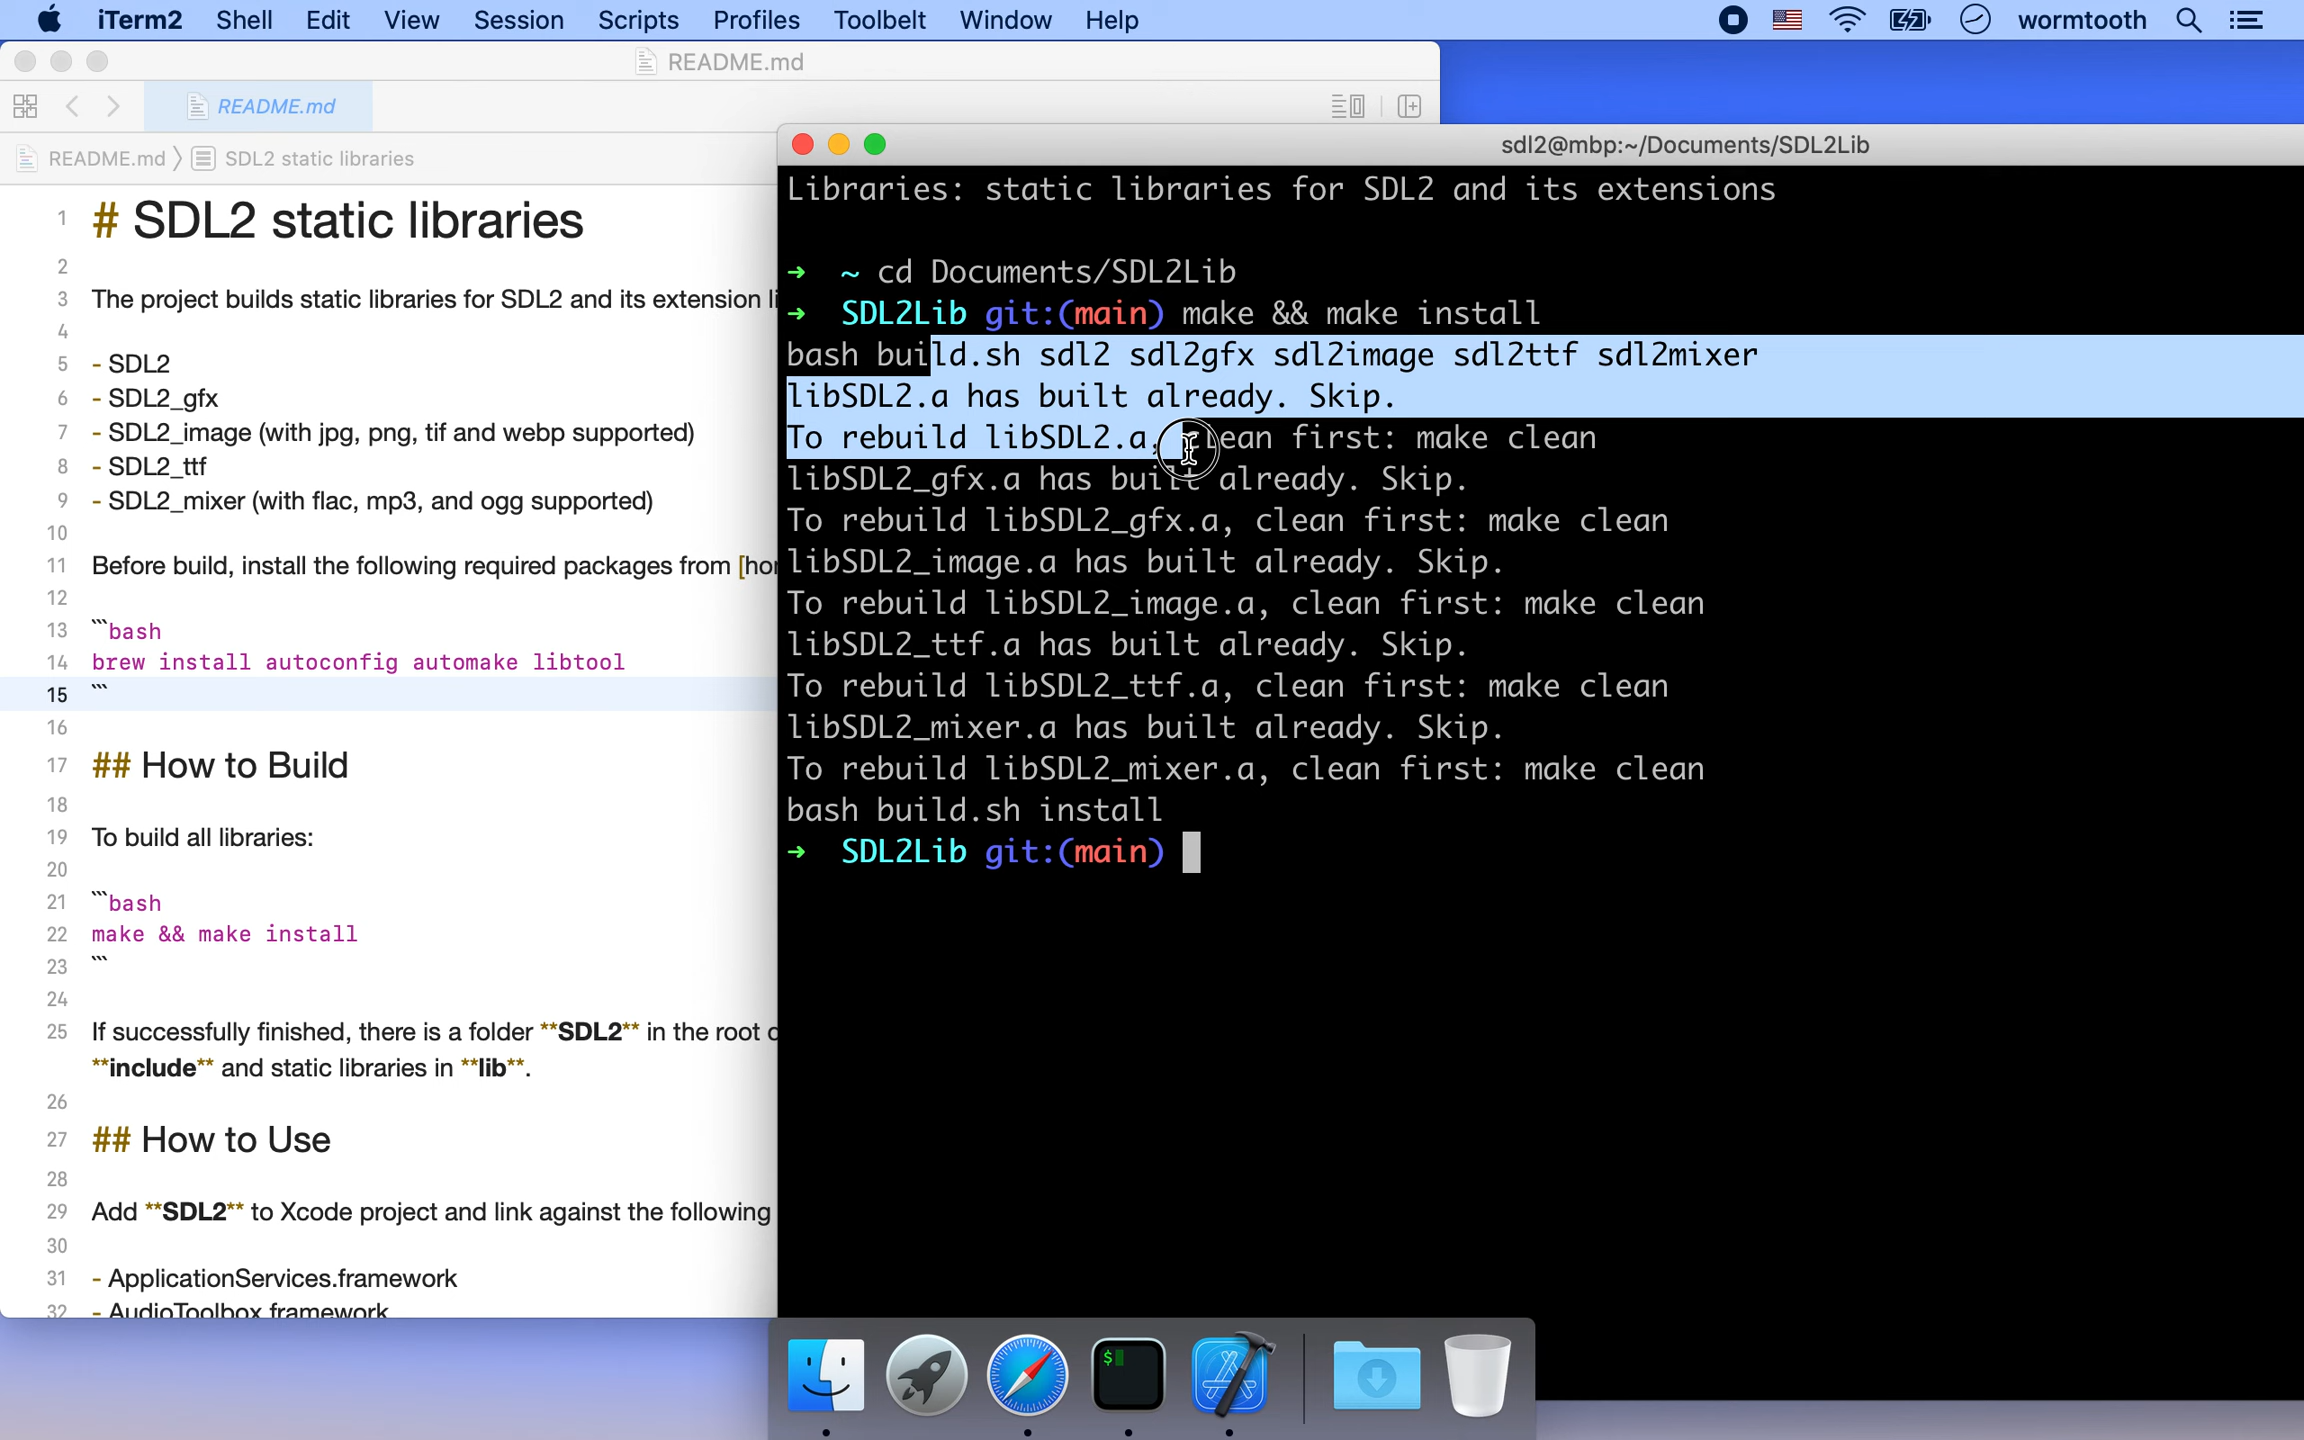 iTerm2 Shell Edit View Session Scripts Profiles Toolbelt Window Help wormtooth
README.md
README.md
README.md SDL2 static libraries
1 # SDL2 static libraries
2
3 The project builds static libraries for SDL2 and its extension
4
5 - SDL2
6 - SDL2_gfx
7 - SDL2_image (with jpg, png, tif and webp supported)
8 - SDL2_ttf
9 - SDL2_mixer (with flac, mp3, and ogg supported)
10
11 Before build, install the following required packages from
12
13 ```bash
14 brew install autoconfig automake libtool
15 ```
16
17 ## How to Build
18
19 To build all libraries:
20
21 ```bash
22 make && make install
23 ```
24
25 If successfully finished, there is a folder **SDL2** in the root
**include** and static libraries in **lib**.
26
27 ## How to Use
28
29 Add **SDL2** to Xcode project and link against the following
30
31 - ApplicationServices.framework
32 - AudioToolbox.framework
sdl2@mbp:~/Documents/SDL2Lib
Libraries: static libraries for SDL2 and its extensions
➜ ~ cd Documents/SDL2Lib
➜ SDL2Lib git:(main) make && make install
bash build.sh sdl2 sdl2gfx sdl2image sdl2ttf sdl2mixer
libSDL2.a has built already. Skip.
To rebuild libSDL2.a, clean first: make clean
libSDL2_gfx.a has built already. Skip.
To rebuild libSDL2_gfx.a, clean first: make clean
libSDL2_image.a has built already. Skip.
To rebuild libSDL2_image.a, clean first: make clean
libSDL2_ttf.a has built already. Skip.
To rebuild libSDL2_ttf.a, clean first: make clean
libSDL2_mixer.a has built already. Skip.
To rebuild libSDL2_mixer.a, clean first: make clean
bash build.sh install
➜ SDL2Lib git:(main)
$